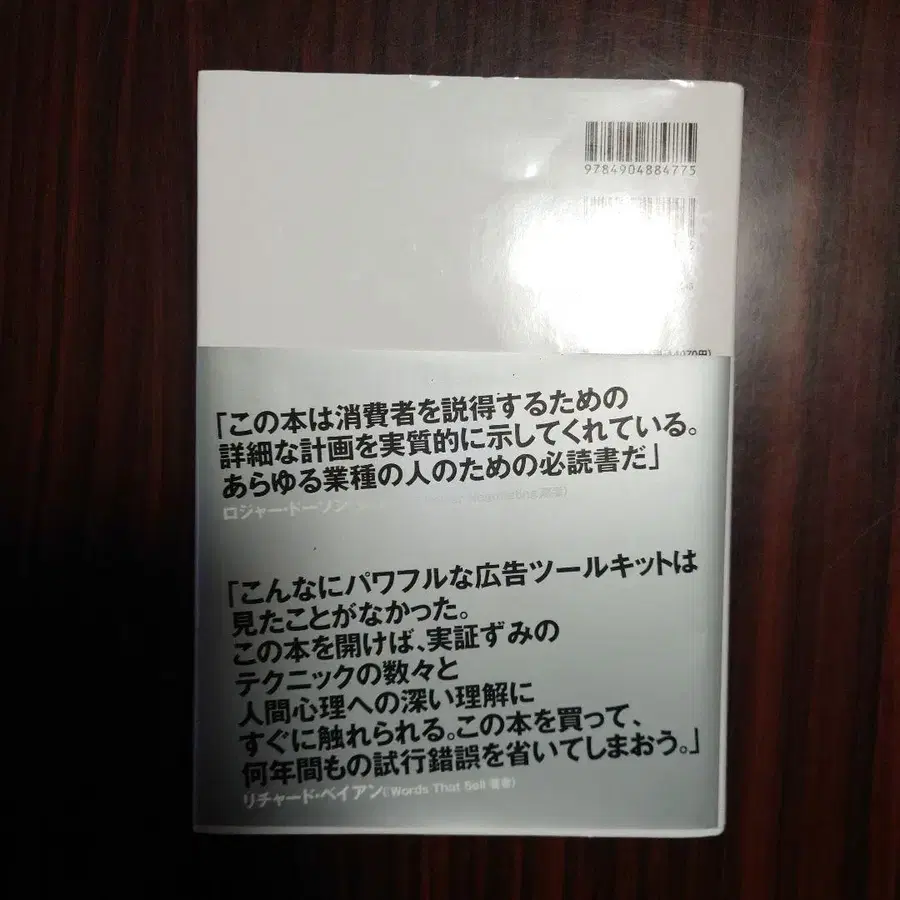 9784904884775
「この本は消費者を説得するための
詳細な計画を実質的に示してくれている。
あらゆる業種の人のための必読書だ」
ロジャー・ドーソン
「こんなにパワフルな広告ツールキットは
見たことがなかった。
この本を開けば、実証ずみの
テクニックの数々と
人間心理への深い理解に
すぐに触れられる。この本を買って、
何年間もの試行錯誤を省いてしまおう。」
リチャード・ベイアン(「Words That Sell」著者)